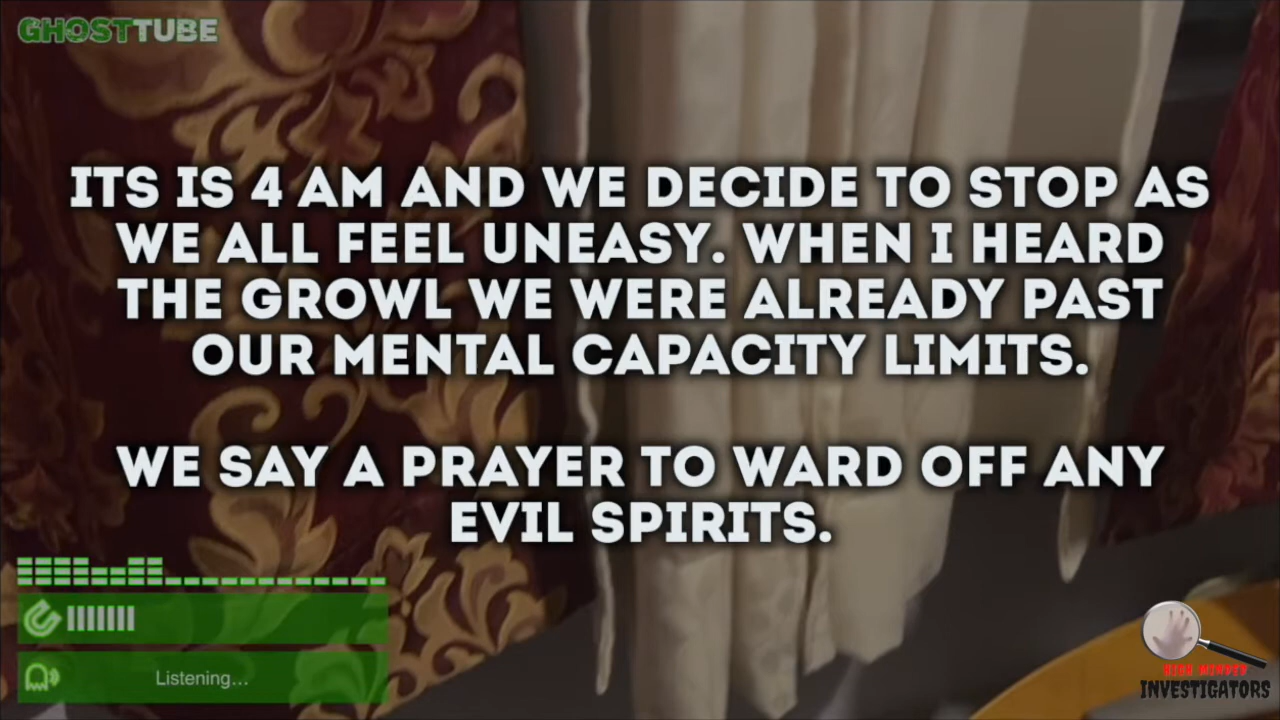 GHOSTTUBE
ITS IS 4 AM AND WE DECIDE TO STOP AS
WE ALL FEEL UNEASY. WHEN I HEARD
THE GROWL WE WERE ALREADY PAST
OUR MENTAL CAPACITY LIMITS.
WE SAY A PRAYER TO WARD OFF ANY
EVIL SPIRITS.
Listening...
HIGH MINDED
INVESTIGATORS